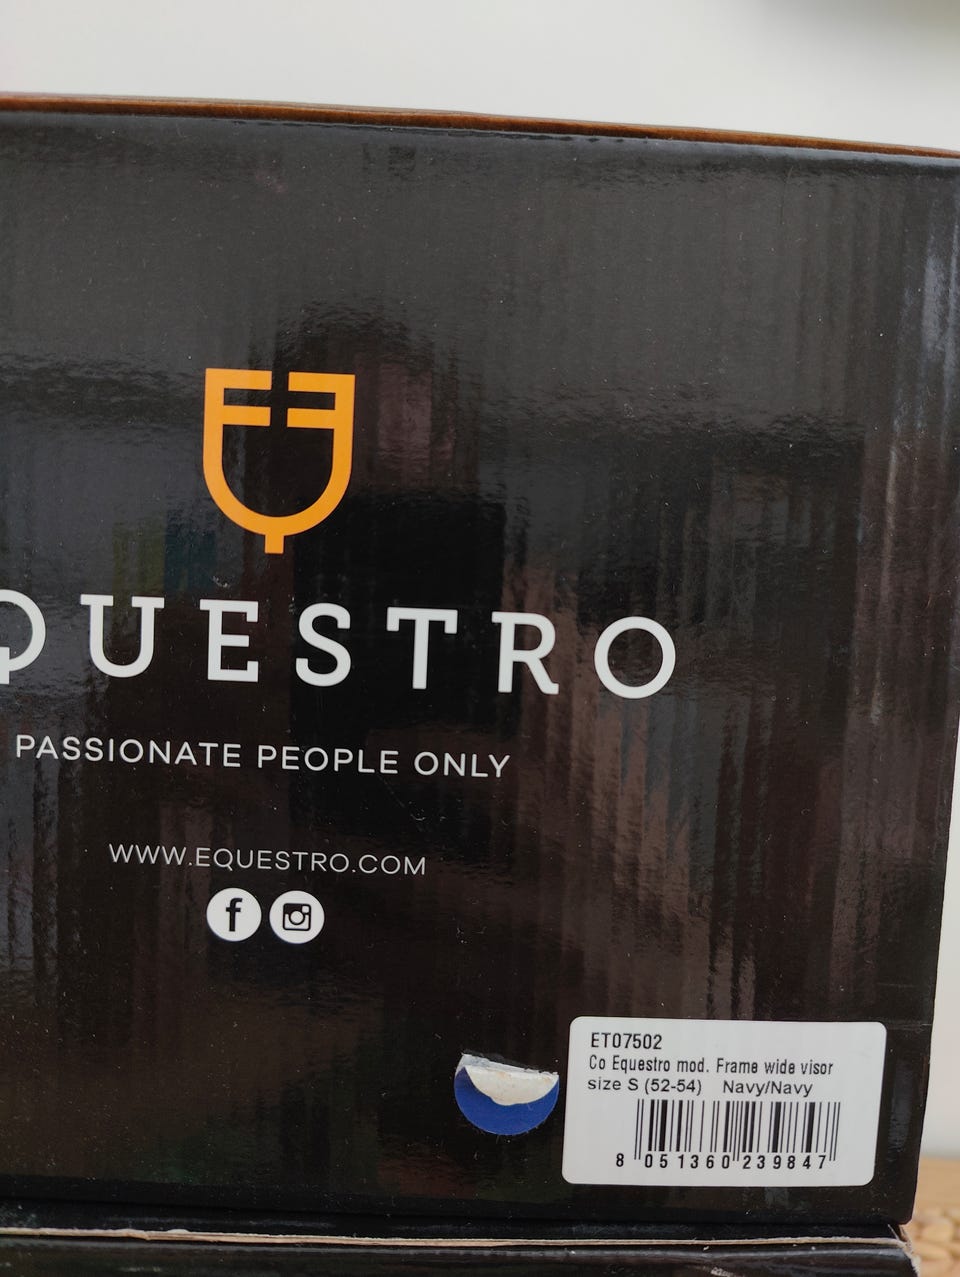 QUESTRO
PASSIONATE PEOPLE ONLY
WWW.EQUESTRO.COM
ET07502
Co Equestro mod. Frame wide visor
size S (52-54) Navy/Navy
8 051360 239847